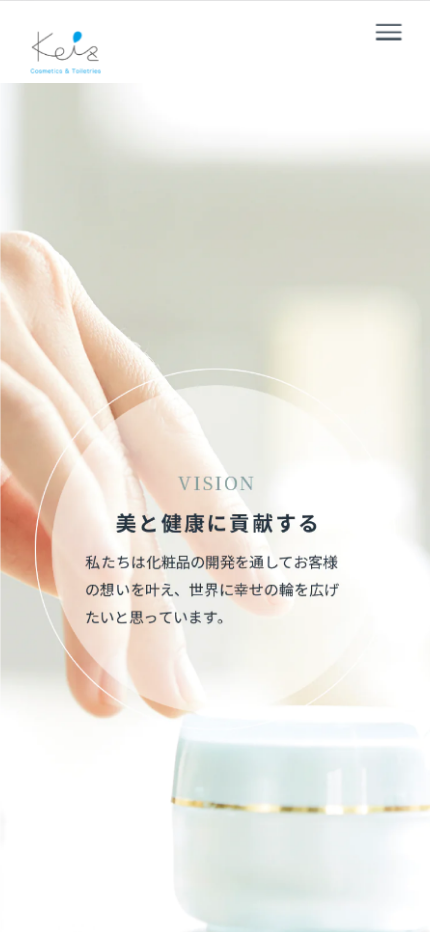 Keiz
Cosmetics & Toiletries
VISION
美と健康に貢献する
私たちは化粧品の開発を通してお客様
の想いを叶え、世界に幸せの輪を広げ
たいと思っています。